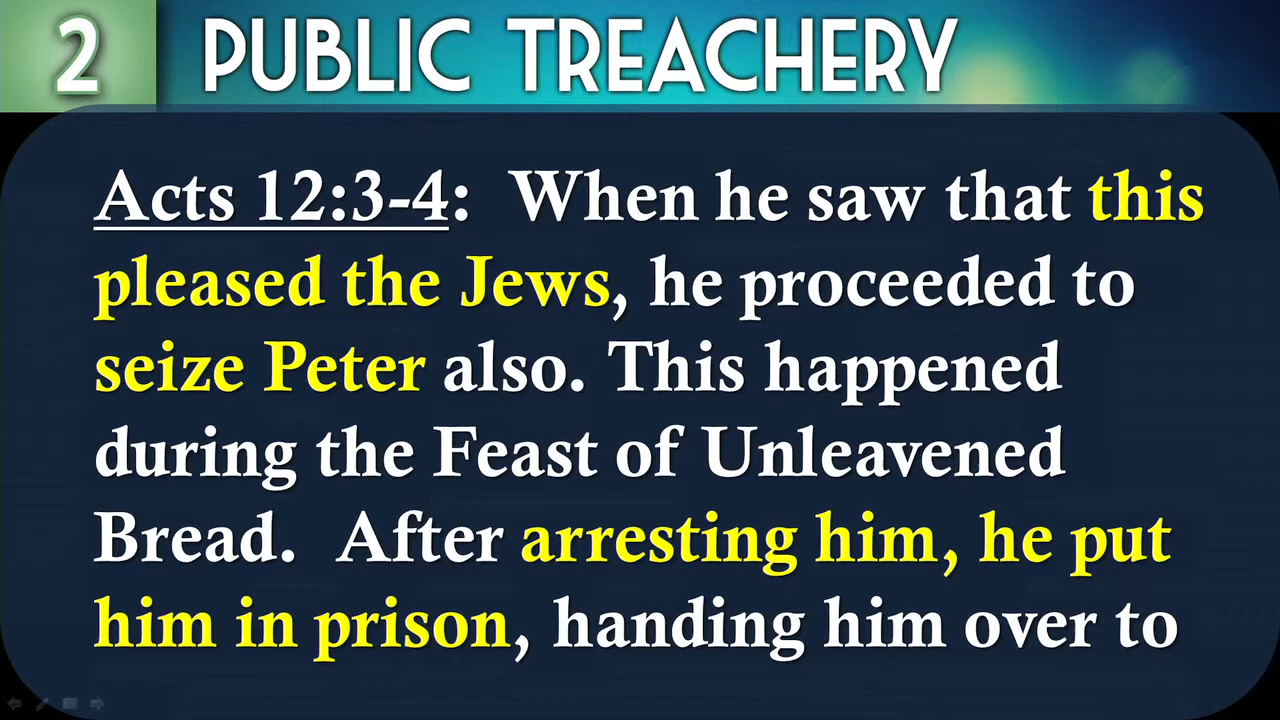 2 PUBLIC TREACHERY
Acts 12:3-4: When he saw that this
pleased the Jews, he proceeded to
seize Peter also. This happened
during the Feast of Unleavened
Bread. After arresting him, he put
him in prison, handing him over to